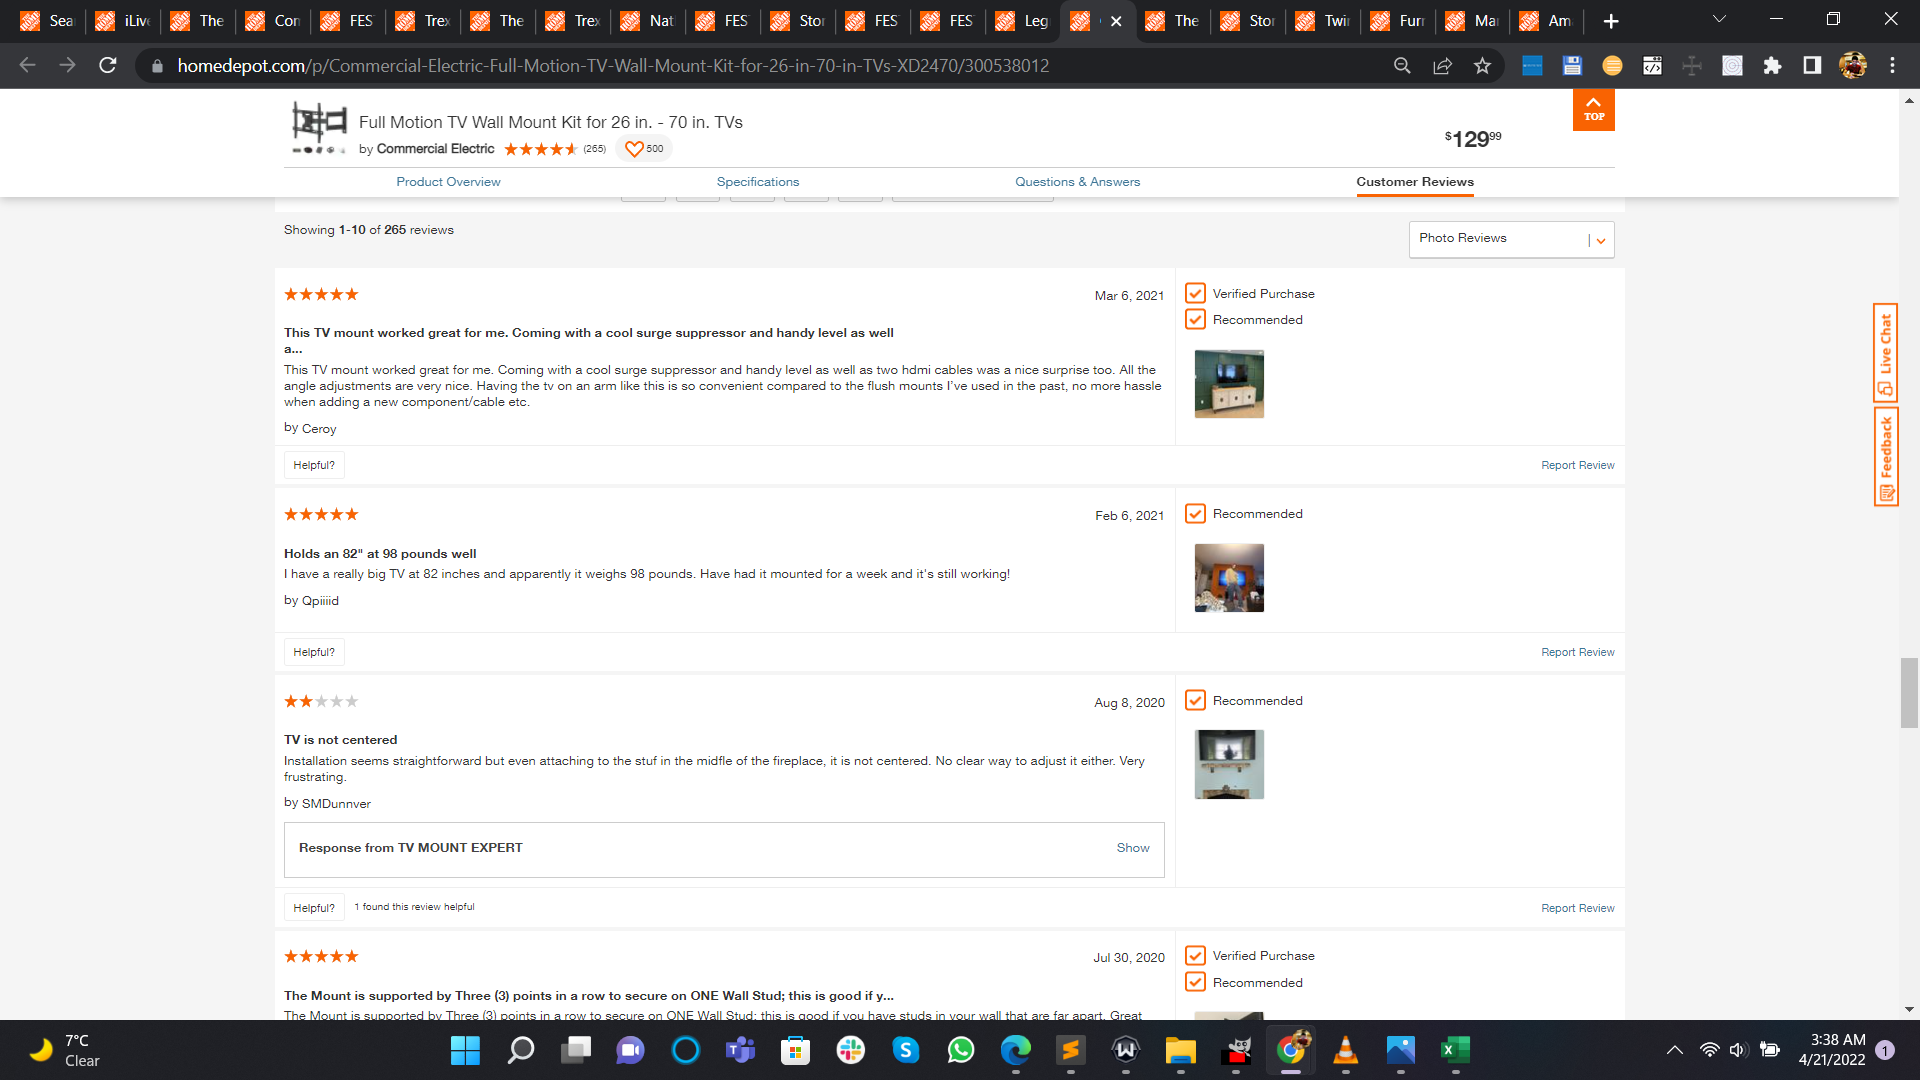 Sea
iLive
The
Com
FES
Trex
The
Trex
Nati
FES
Stor
FES
FES
Leg
The
Stor
Twir
Furr
Ma
Am
homedepot.com/p/Commercial-Electric-Full-Motion-TV-Wall-Mount-Kit-for-26-in-70-in-TVs-XD2470/300538012
Full Motion TV Wall Mount Kit for 26 in. - 70 in. TVs
by Commercial Electric (265) 500
$129.99
TOP
Product Overview
Specifications
Questions & Answers
Customer Reviews
Showing 1-10 of 265 reviews
Photo Reviews
Mar 6, 2021
Verified Purchase
Recommended
This TV mount worked great for me. Coming with a cool surge suppressor and handy level as well
a...
This TV mount worked great for me. Coming with a cool surge suppressor and handy level as well as two hdmi cables was a nice surprise too. All the
angle adjustments are very nice. Having the tv on an arm like this is so convenient compared to the flush mounts I've used in the past, no more hassle
when adding a new component/cable etc.
by Ceroy
Helpful?
Report Review
Feb 6, 2021
Recommended
Holds an 82" at 98 pounds well
I have a really big TV at 82 inches and apparently it weighs 98 pounds. Have had it mounted for a week and it's still working!
by Qpiiiid
Helpful?
Report Review
Aug 8, 2020
Recommended
TV is not centered
Installation seems straightforward but even attaching to the stuf in the midfle of the fireplace, it is not centered. No clear way to adjust it either. Very
frustrating.
by SMDunnver
Response from TV MOUNT EXPERT
Show
Helpful?
1 found this review helpful
Report Review
Jul 30, 2020
Verified Purchase
Recommended
The Mount is supported by Three (3) points in a row to secure on ONE Wall Stud; this is good if y...
The Mount is supported by Three (3) points in a row to secure on ONE Wall Stud; this is good if you have studs in your wall that are far apart. Great
Live Chat
Feedback
7°C
Clear
3:38 AM
4/21/2022
1